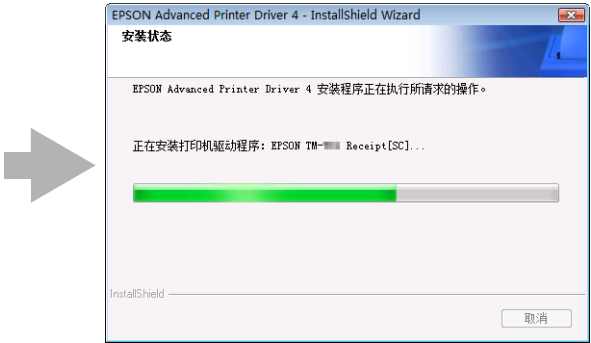 EPSON Advanced Printer Driver 4 - InstallShield Wizard
安装状态
EPSON Advanced Printer Driver 4 安装程序正在执行所请求的操作。
正在安装打印机驱动程序: EPSON TM- Receipt[SC]...
InstallShield
取消